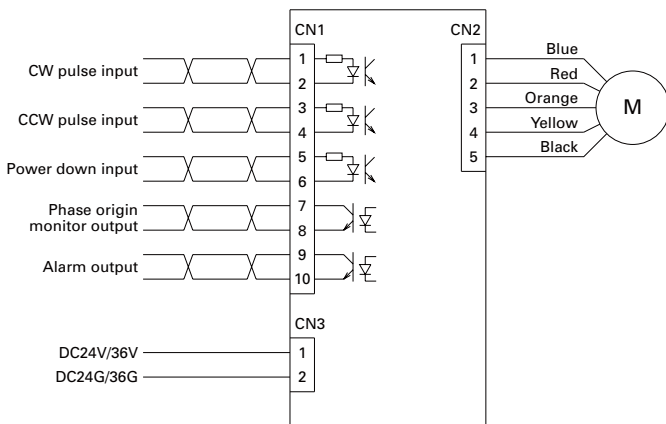 CN1
CN2
CW pulse input
1
2
CCW pulse input
3
4
Power down input
5
6
Phase origin
monitor output
7
8
Alarm output
9
10
1
Blue
2
Red
3
Orange
4
Yellow
5
Black
M
CN3
DC24V/36V
1
DC24G/36G
2